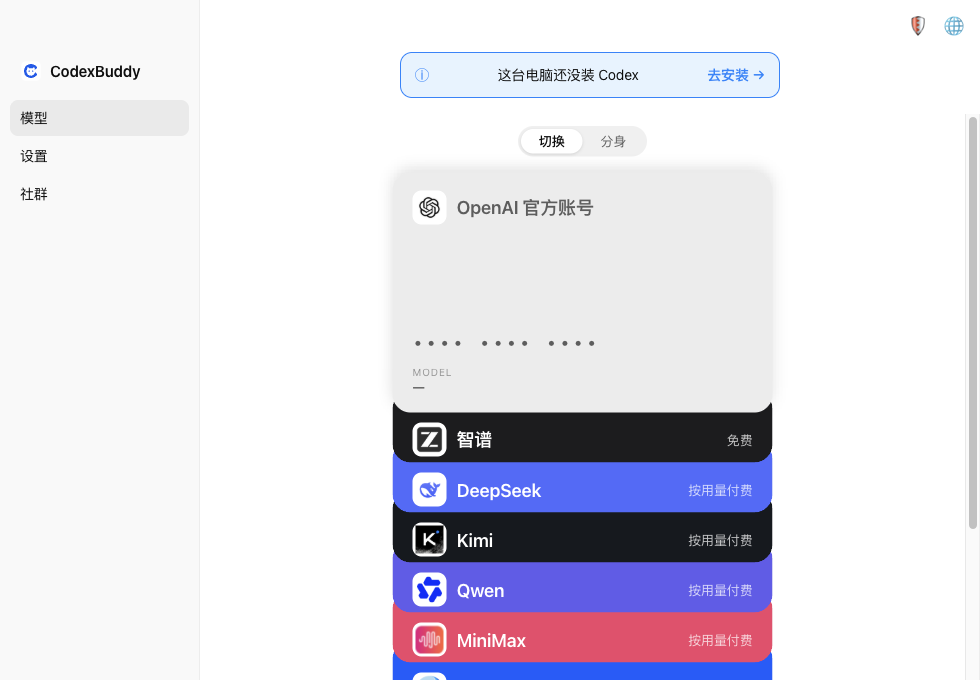 CodexBuddy
模型
设置
社群
这台电脑还没装 Codex
去安装 →
切换
分身
OpenAI 官方账号
•••• •••• ••••
MODEL
—
智谱
免费
DeepSeek
按用量付费
Kimi
按用量付费
Qwen
按用量付费
MiniMax
按用量付费